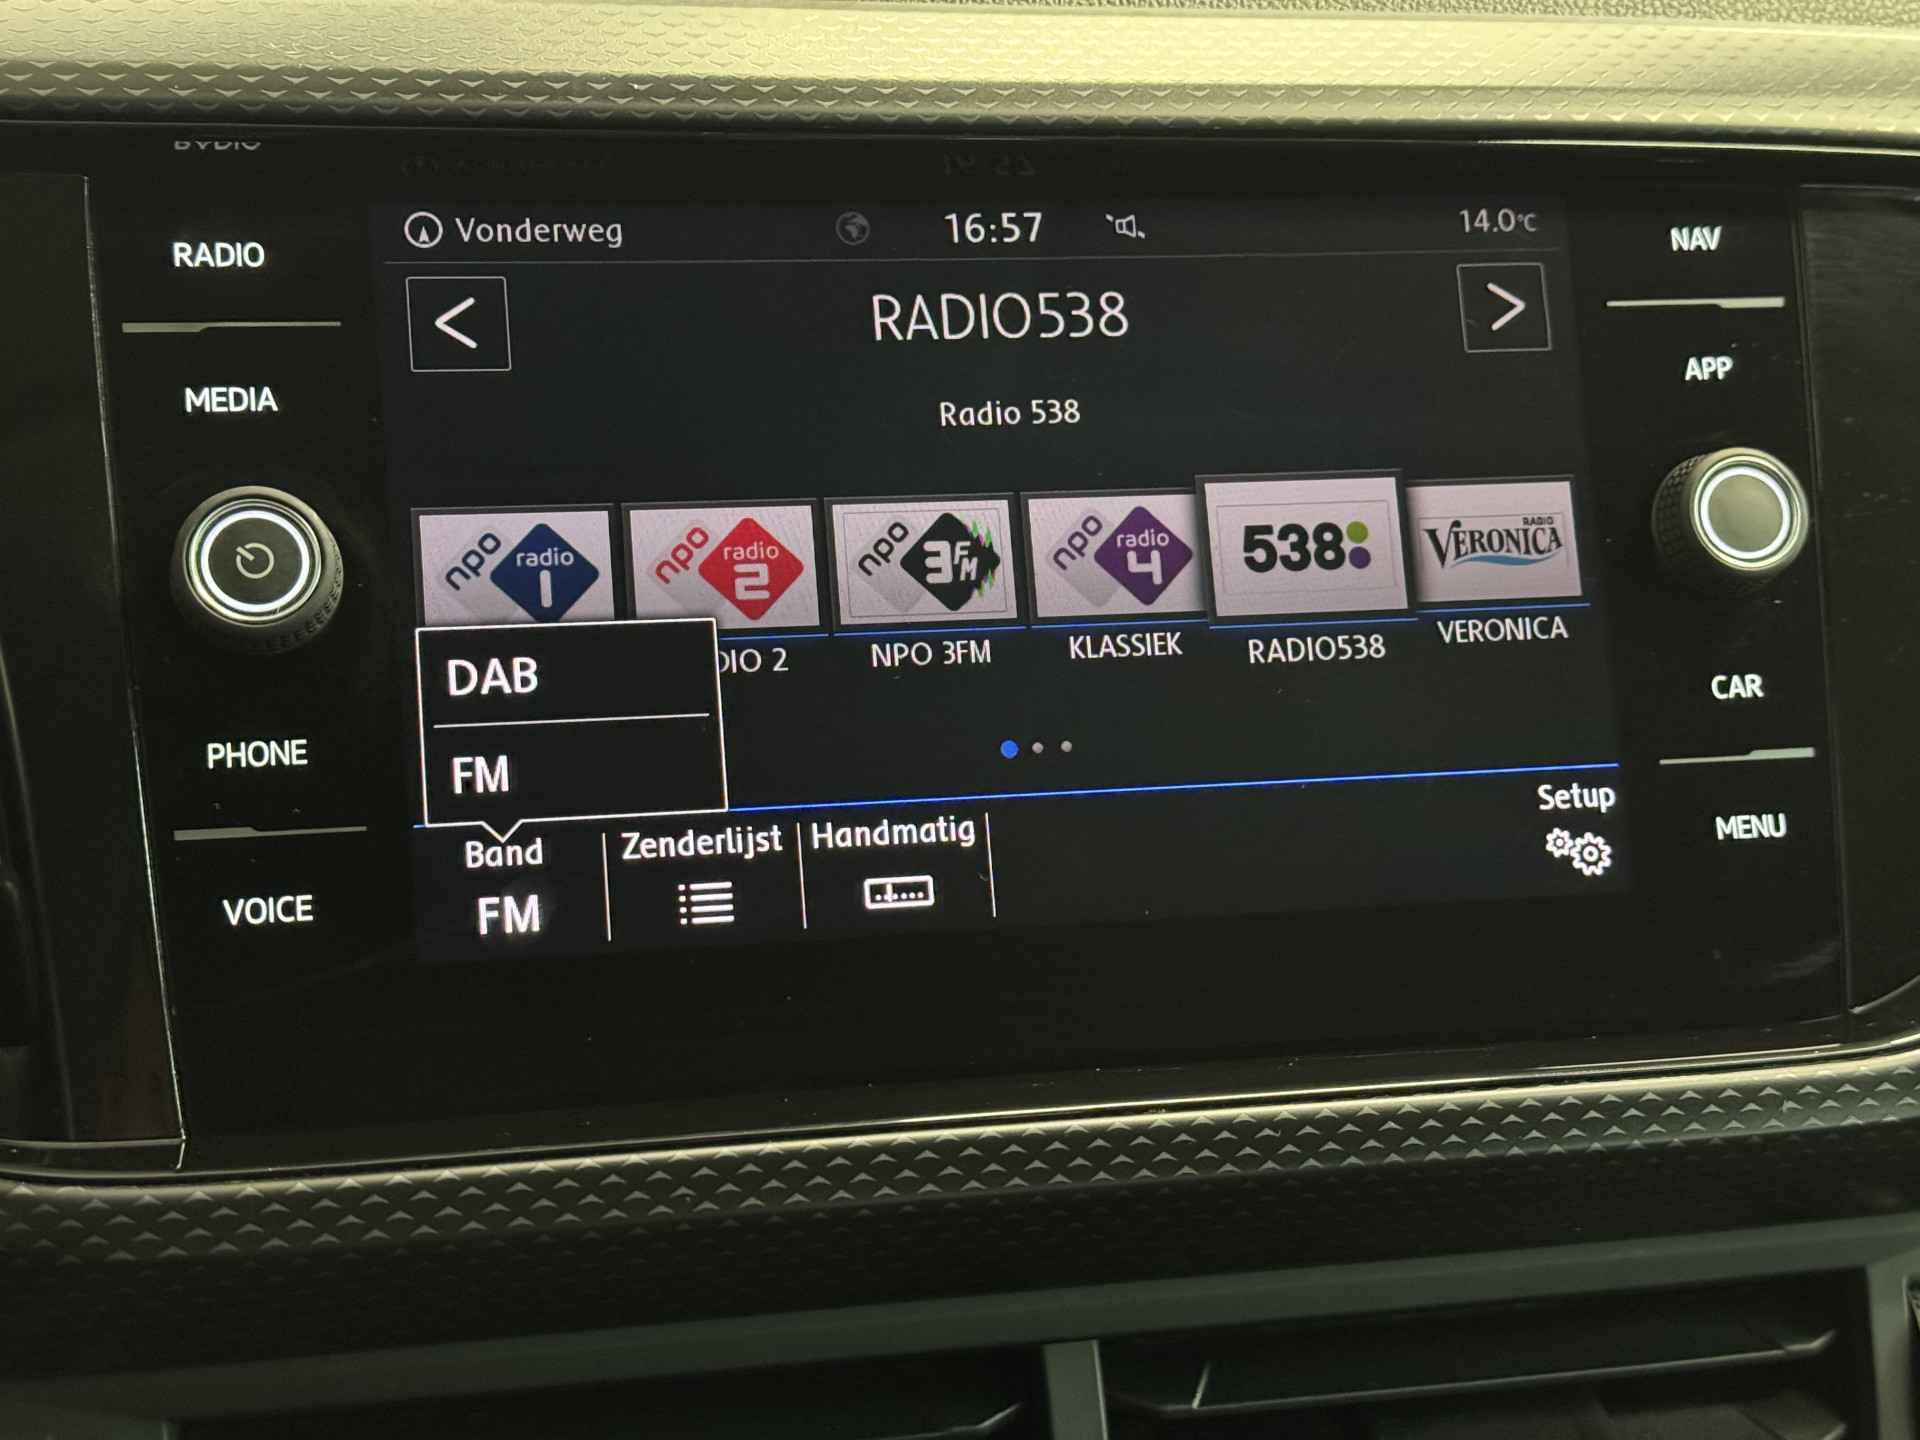 RADIO
MEDIA
PHONE
VOICE
Vonderweg
16:57
14.0°C
<
RADIO538
>
Radio 538
npo radio 1
npo radio 2
npo 3FM
npo radio 4
538
RADIO VERONICA
DIO 2
NPO 3FM
KLASSIEK
RADIO538
VERONICA
DAB
FM
Band
FM
Zenderlijst
Handmatig
Setup
NAV
APP
CAR
MENU